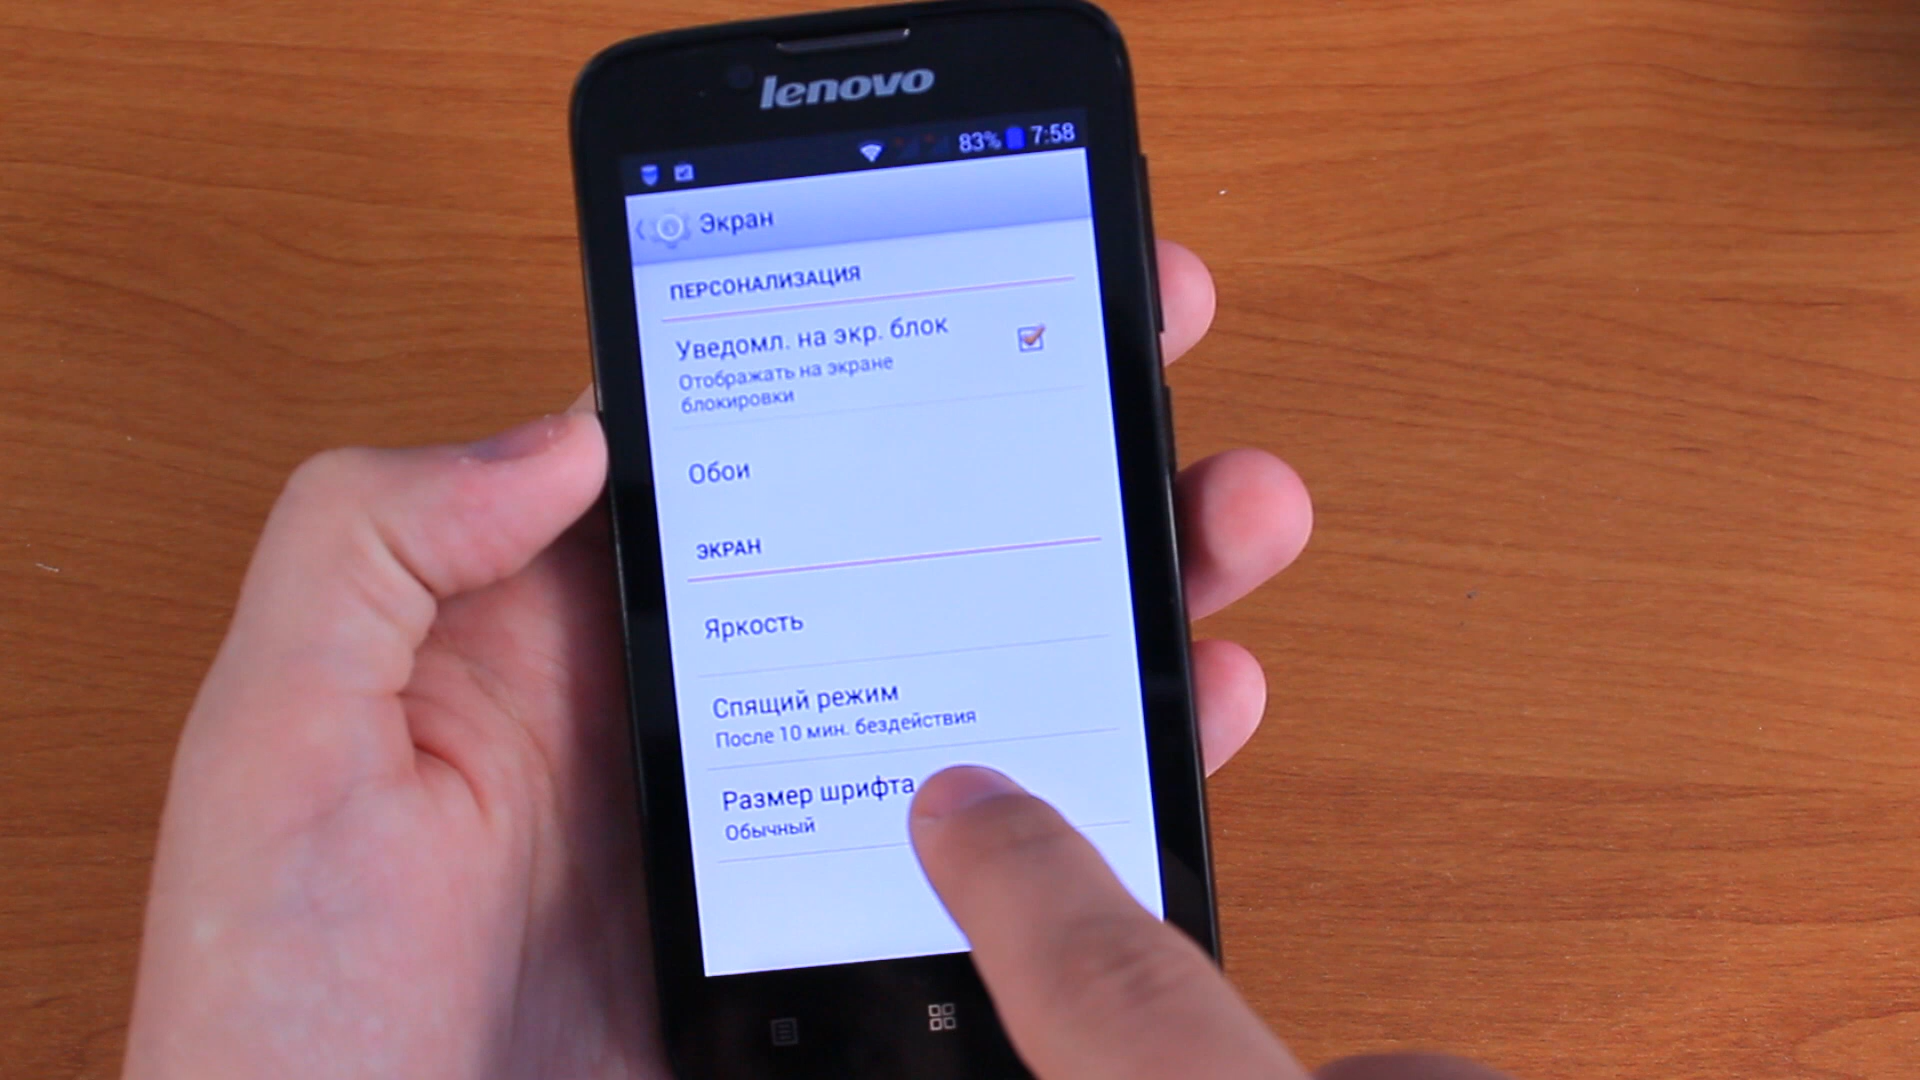 lenovo
83% 7:58
Экран
ПЕРСОНАЛИЗАЦИЯ
Уведомл. на экр. блок
Отображать на экране
блокировки
Обои
ЭКРАН
Яркость
Спящий режим
После 10 мин. бездействия
Размер шрифта
Обычный